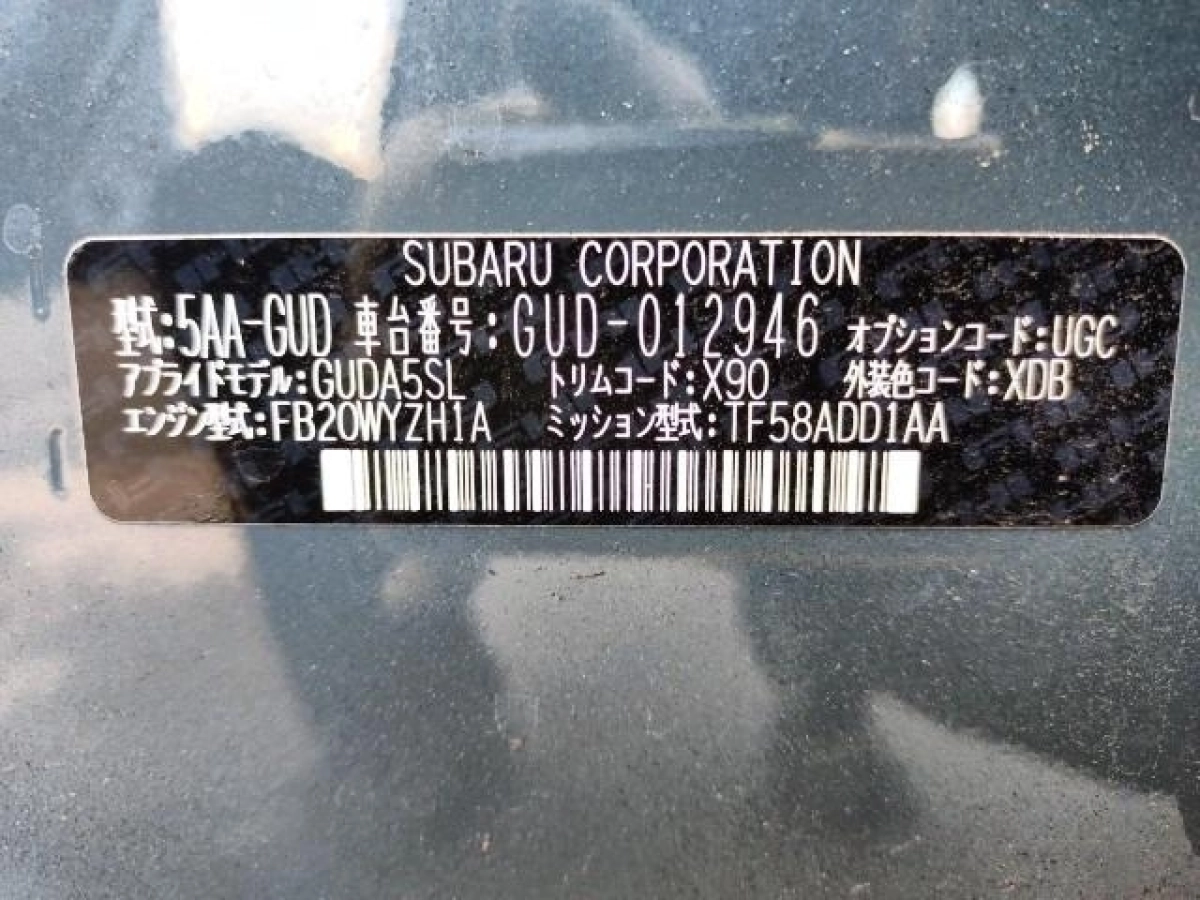 SUBARU CORPORATION
型式:5AA-GUD 車台番号:GUD-012946 オプションコード:UGC
アプライドモデル:GUDA5SL トリムコード:X90 外装色コード:XDB
エンジン型式:FB20WYZH1A ミッション型式:TF58ADD1AA